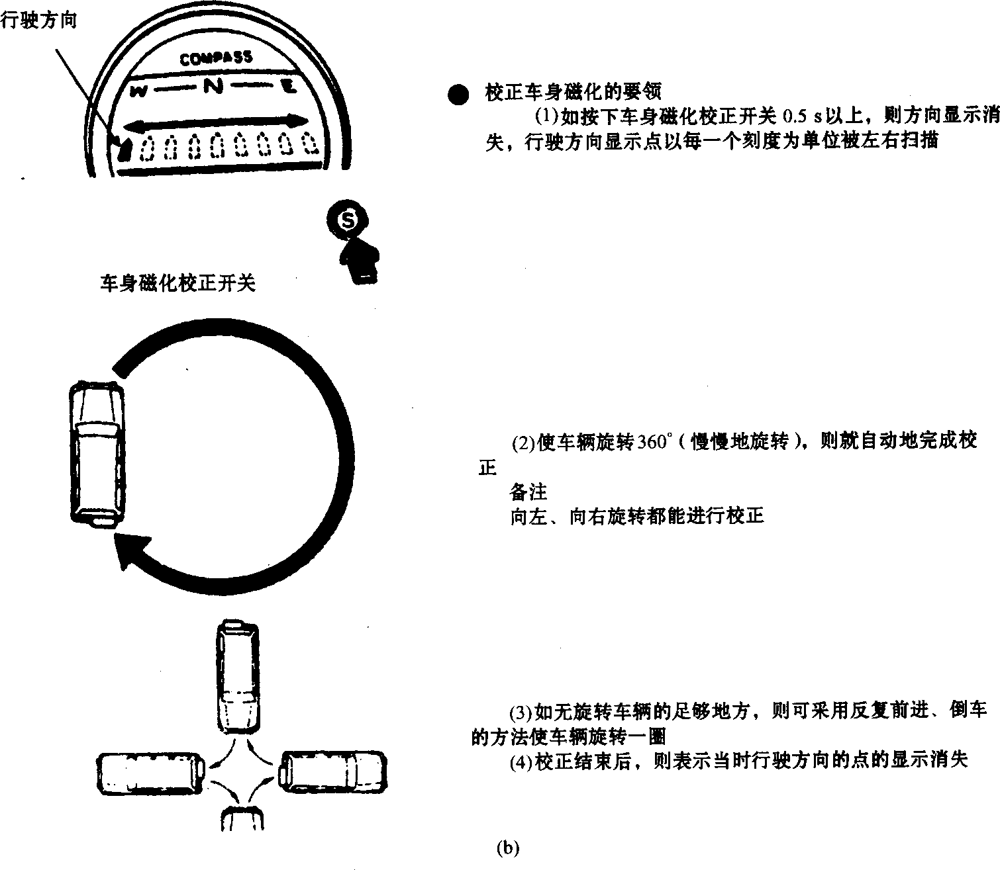 行驶方向
COMPASS
W — N — E
● 校正车身磁化的要领
(1)如按下车身磁化校正开关 0.5 s以上，则方向显示消
失，行驶方向显示点以每一个刻度为单位被左右扫描
S
车身磁化校正开关
(2)使车辆旋转360°（慢慢地旋转），则就自动地完成校
正
备注
向左、向右旋转都能进行校正
(3)如无旋转车辆的足够地方，则可采用反复前进、倒车
的方法使车辆旋转一圈
(4)校正结束后，则表示当时行驶方向的点的显示消失
(b)